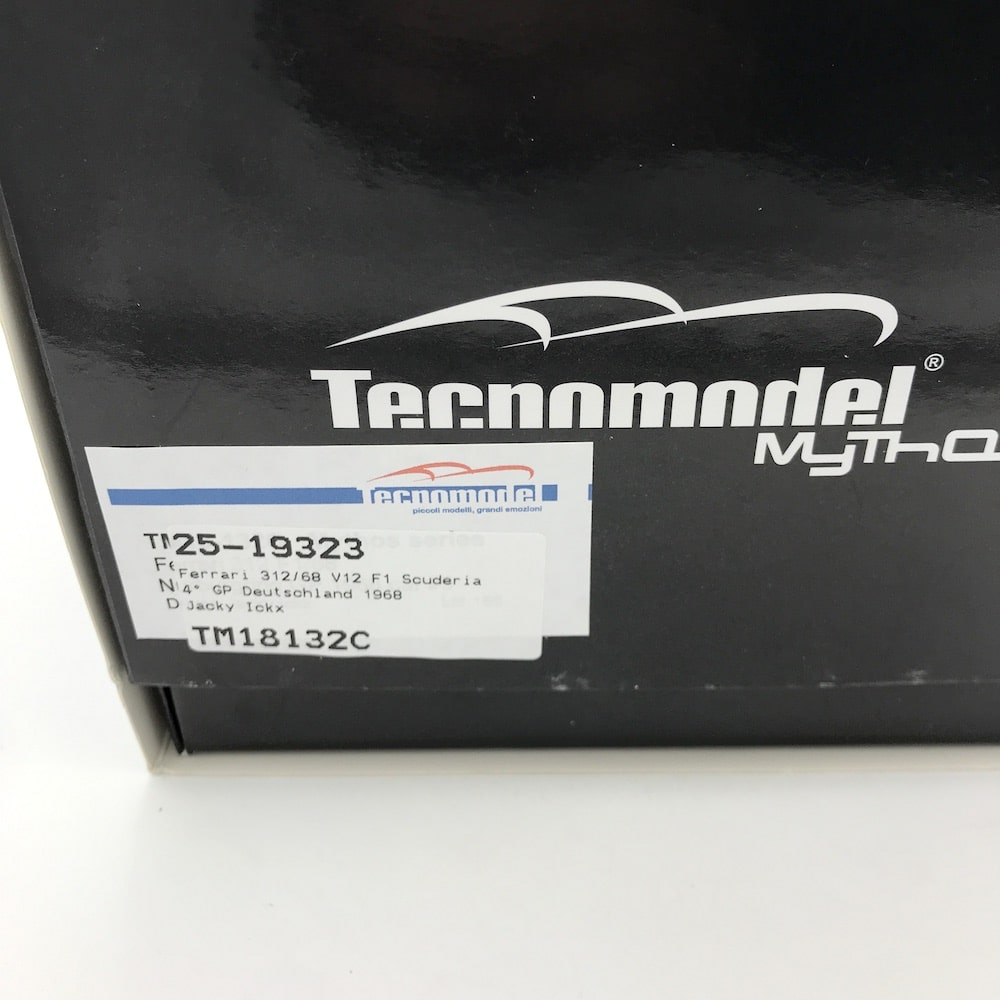 Tecnomodel®
MyTho
Tecnomodel
piccoli modelli, grandi emozioni
25-19323
Ferrari 312/68 V12 F1 Scuderia
4° GP Deutschland 1968
Jacky Ickx
TM18132C